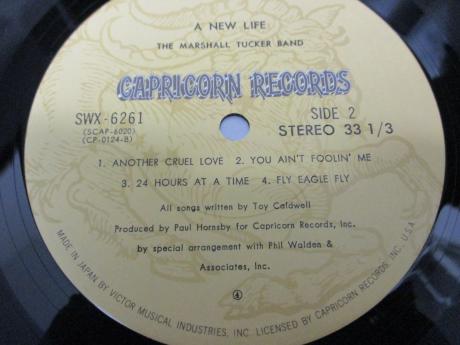 A NEW LIFE
THE MARSHALL TUCKER BAND
CAPRICORN RECORDS
SWX-6261
(SCAP-6020)
(CP-0124-B)
SIDE 2
STEREO 33 1/3
1. ANOTHER CRUEL LOVE 2. YOU AIN'T FOOLIN' ME
3. 24 HOURS AT A TIME 4. FLY EAGLE FLY
All songs written by Toy Caldwell
Produced by Paul Hornsby for Capricorn Records, Inc.
by special arrangement with Phil Walden &
Associates, Inc.
④
MADE IN JAPAN BY VICTOR MUSICAL INDUSTRIES, INC. LICENSED BY CAPRICORN RECORDS, INC. U.S.A.